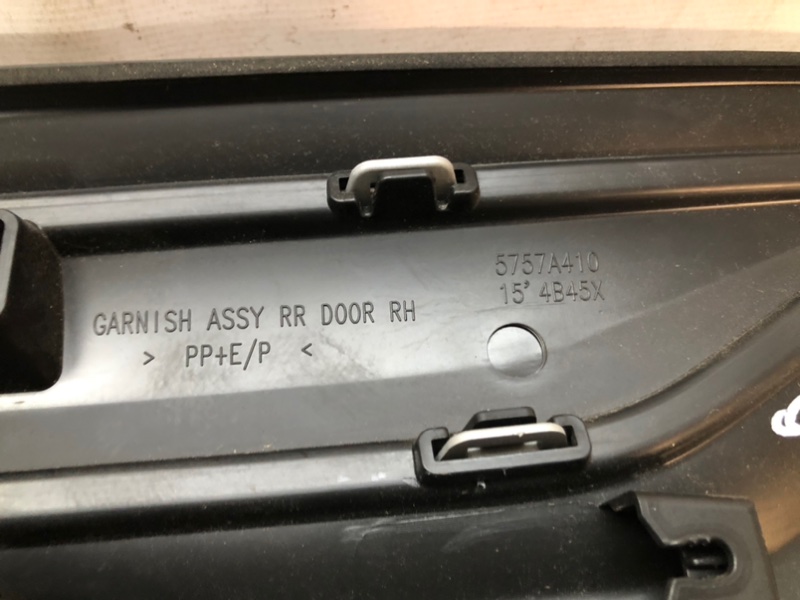 5757A410
15' 4B45X
GARNISH ASSY RR DOOR RH
> PP+E/P <